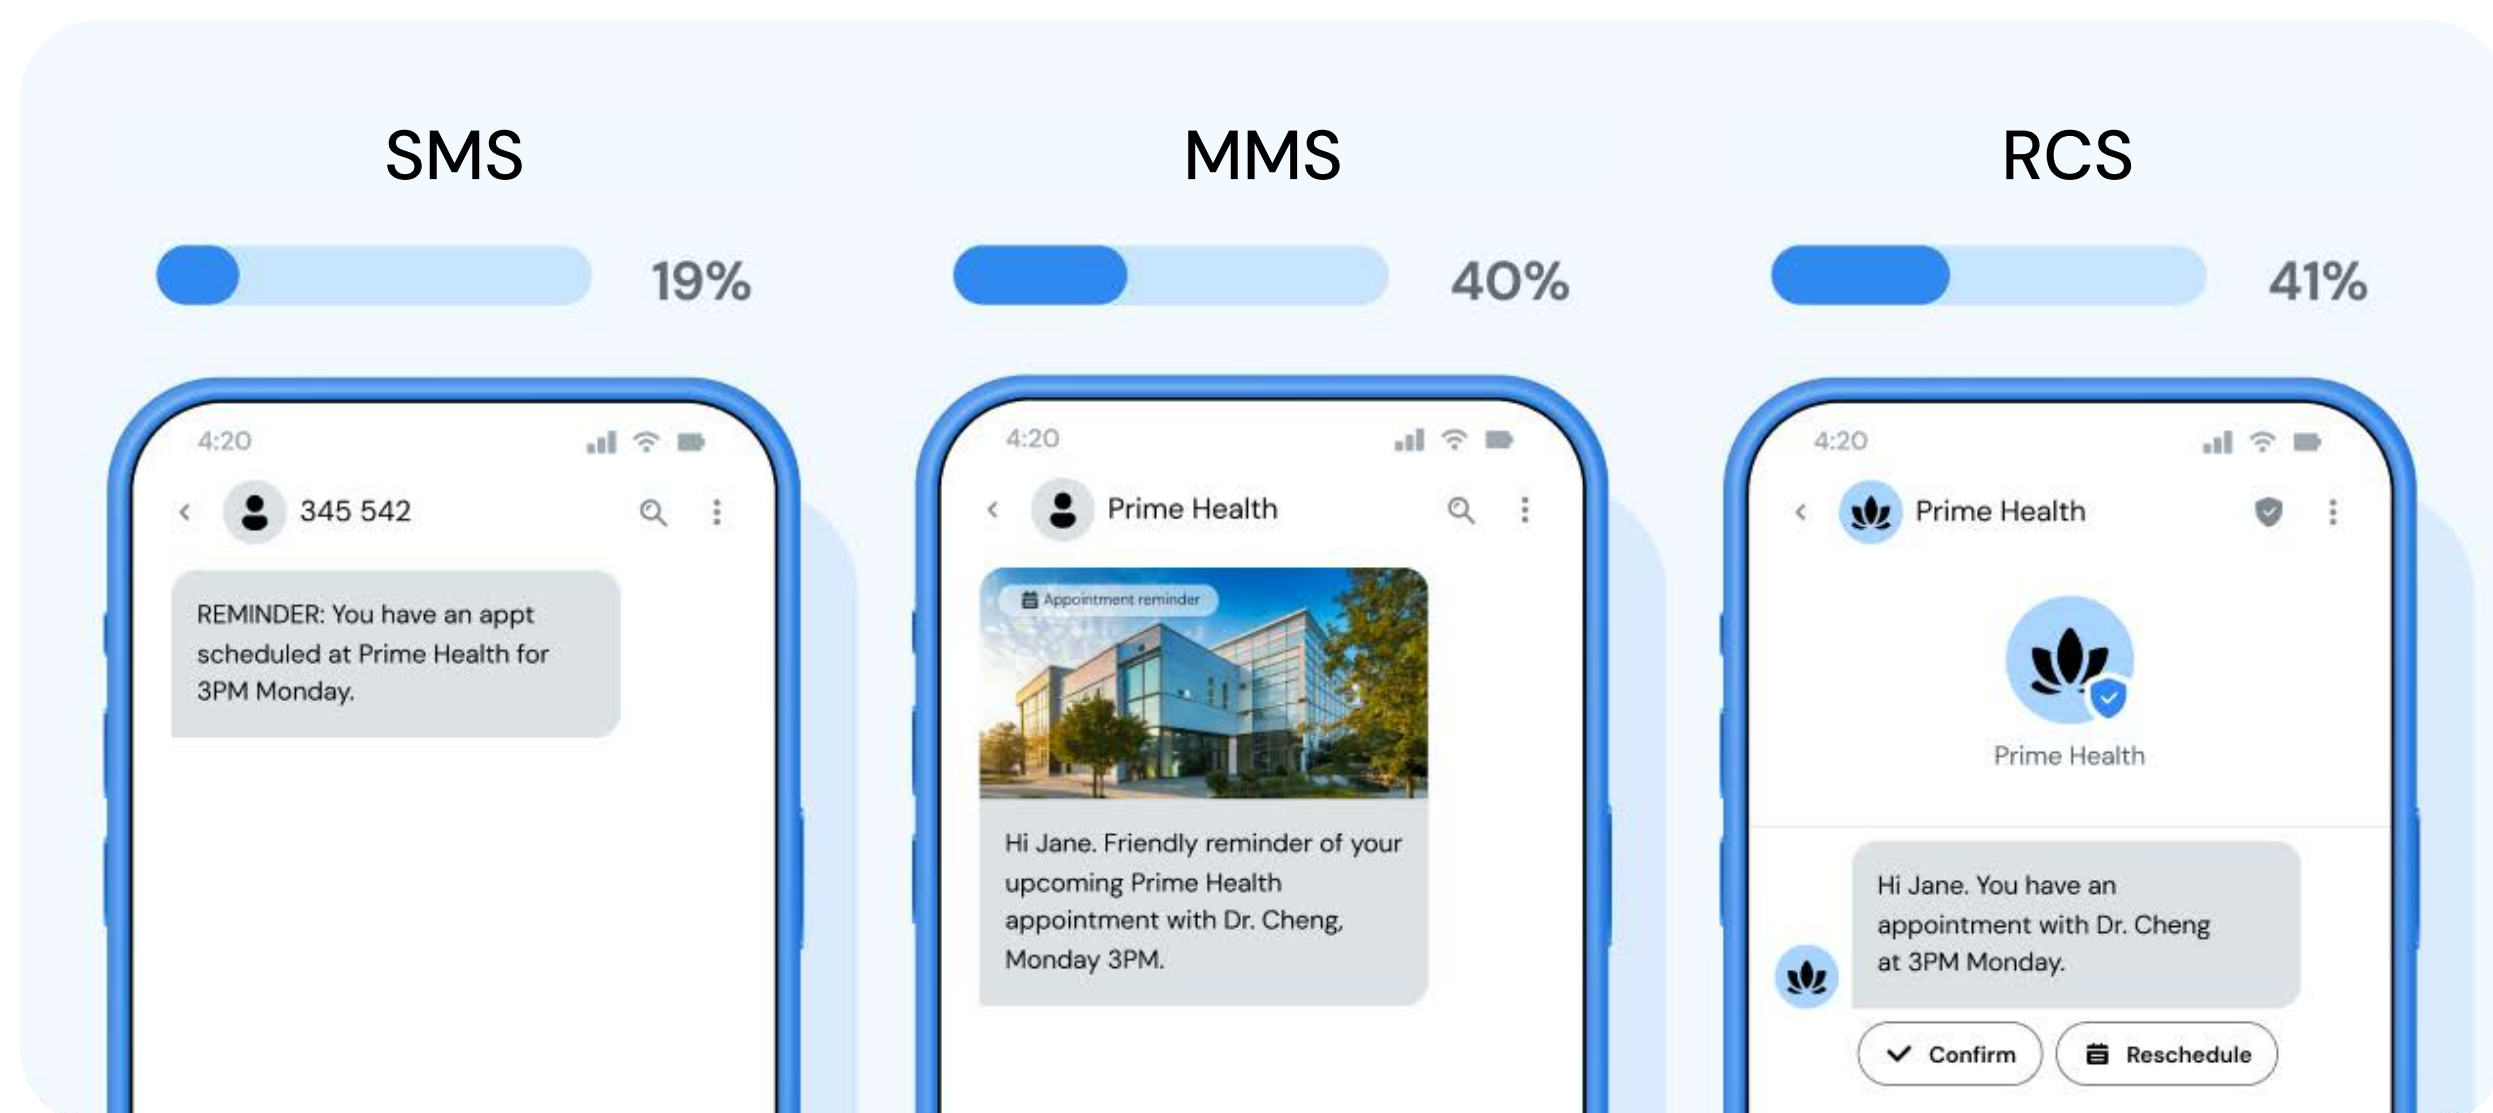 SMS
19%
4:20
345 542
REMINDER: You have an appt
scheduled at Prime Health for
3PM Monday.
MMS
40%
4:20
Prime Health
Appointment reminder
Hi Jane. Friendly reminder of your
upcoming Prime Health
appointment with Dr. Cheng,
Monday 3PM.
RCS
41%
4:20
Prime Health
Prime Health
Hi Jane. You have an
appointment with Dr. Cheng
at 3PM Monday.
Confirm
Reschedule